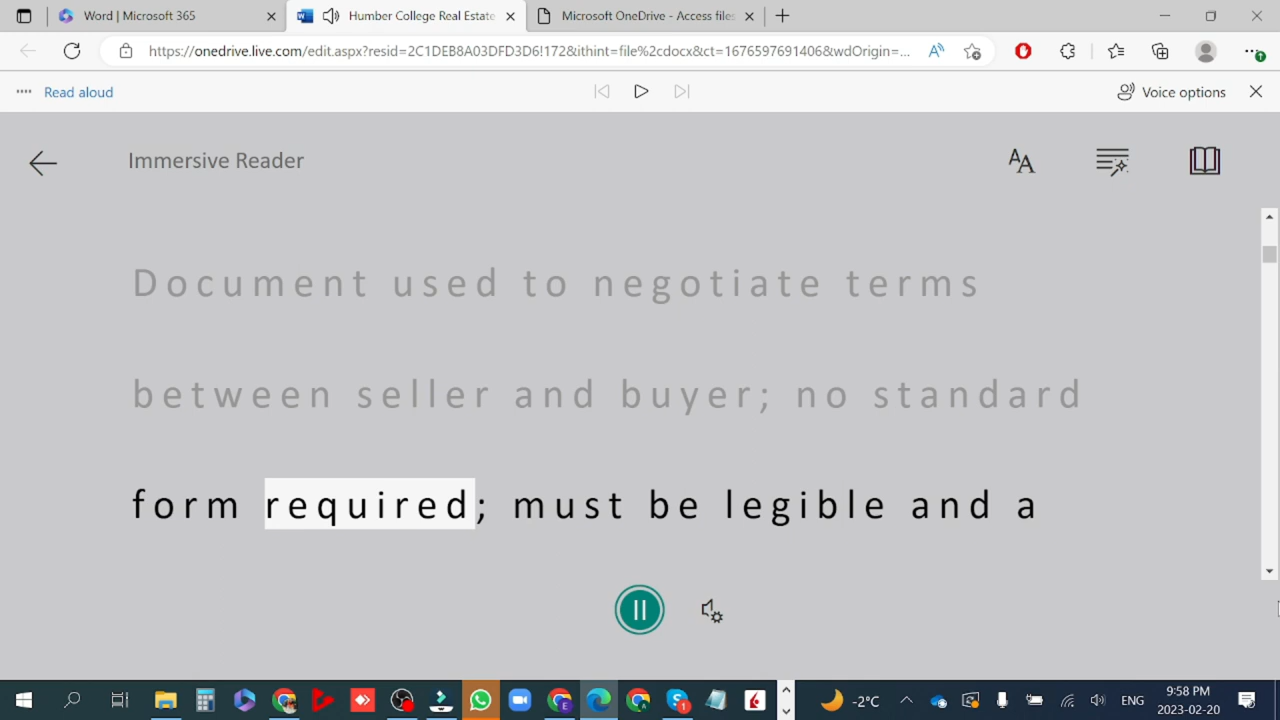 Word | Microsoft 365
Humber College Real Estate
Microsoft OneDrive - Access files
https://onedrive.live.com/edit.aspx?resid=2C1DEB8A03DFD3D6!172&ithint=file%2cdocx&ct=1676597691406&wdOrigin=...
Read aloud
Voice options
Immersive Reader
Document used to negotiate terms
between seller and buyer; no standard
form required; must be legible and a
-2°C
ENG
9:58 PM
2023-02-20